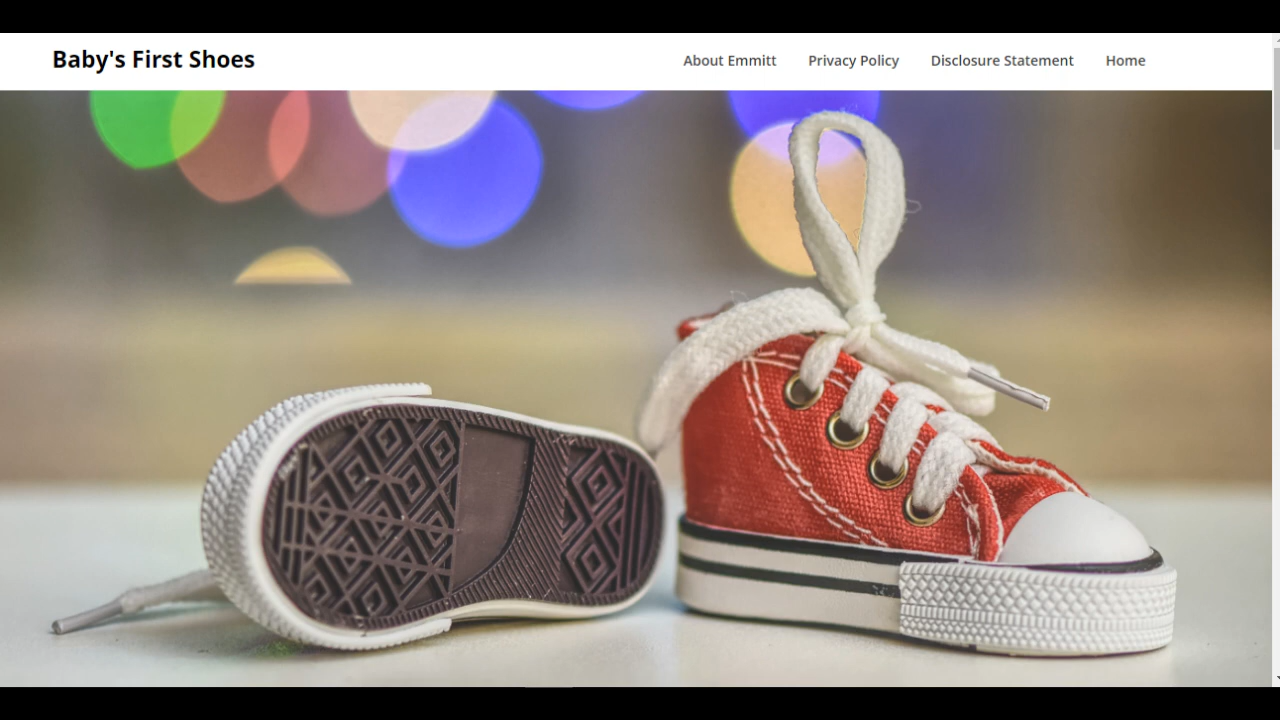 Baby's First Shoes
About Emmitt Privacy Policy Disclosure Statement Home